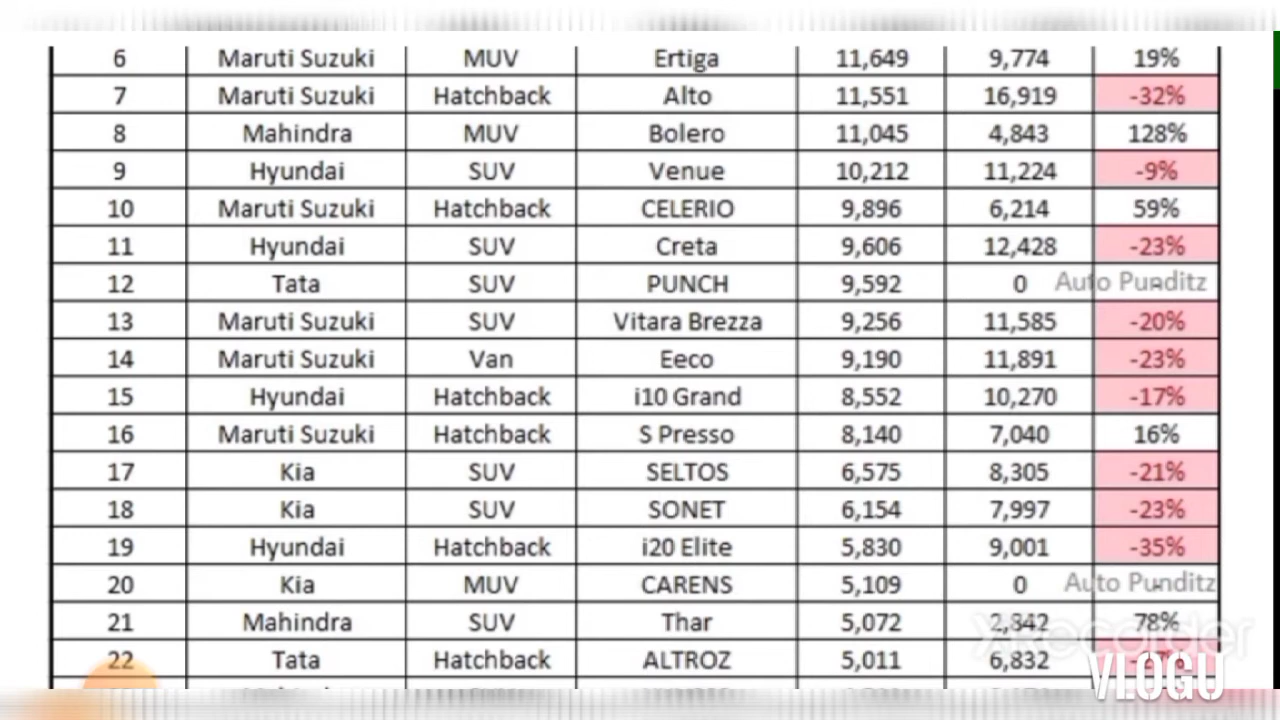 6 Maruti Suzuki MUV Ertiga 11,649 9,774 19%
7 Maruti Suzuki Hatchback Alto 11,551 16,919 -32%
8 Mahindra MUV Bolero 11,045 4,843 128%
9 Hyundai SUV Venue 10,212 11,224 -9%
10 Maruti Suzuki Hatchback CELERIO 9,896 6,214 59%
11 Hyundai SUV Creta 9,606 12,428 -23%
12 Tata SUV PUNCH 9,592 0 - Auto Punditz
13 Maruti Suzuki SUV Vitara Brezza 9,256 11,585 -20%
14 Maruti Suzuki Van Eeco 9,190 11,891 -23%
15 Hyundai Hatchback i10 Grand 8,552 10,270 -17%
16 Maruti Suzuki Hatchback S Presso 8,140 7,040 16%
17 Kia SUV SELTOS 6,575 8,305 -21%
18 Kia SUV SONET 6,154 7,997 -23%
19 Hyundai Hatchback i20 Elite 5,830 9,001 -35%
20 Kia MUV CARENS 5,109 0 - Auto Punditz
21 Mahindra SUV Thar 5,072 2,842 78%
XRecorder
22 Tata Hatchback ALTROZ 5,011 6,832
VLOGU